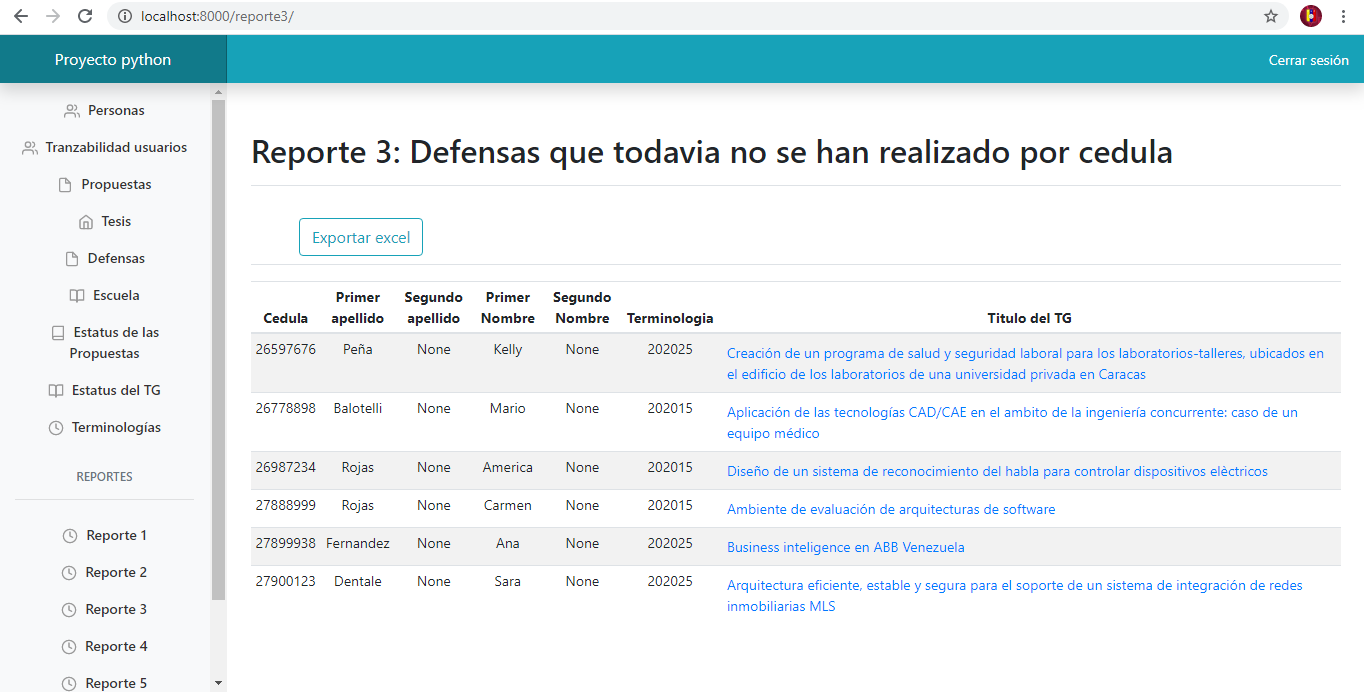 localhost:8000/reporte3/
Proyecto python
Cerrar sesión
Personas
Tranzabilidad usuarios
Propuestas
Tesis
Defensas
Escuela
Estatus de las
Propuestas
Estatus del TG
Terminologías
REPORTES
Reporte 1
Reporte 2
Reporte 3
Reporte 4
Reporte 5
Reporte 3: Defensas que todavia no se han realizado por cedula
Exportar excel
Cedula Primer apellido Segundo apellido Primer Nombre Segundo Nombre Terminologia Titulo del TG
26597676 Peña None Kelly None 202025 Creación de un programa de salud y seguridad laboral para los laboratorios-talleres, ubicados en
el edificio de los laboratorios de una universidad privada en Caracas
26778898 Balotelli None Mario None 202015 Aplicación de las tecnologías CAD/CAE en el ambito de la ingeniería concurrente: caso de un
equipo médico
26987234 Rojas None America None 202015 Diseño de un sistema de reconocimiento del habla para controlar dispositivos elèctricos
27888999 Rojas None Carmen None 202015 Ambiente de evaluación de arquitecturas de software
27899938 Fernandez None Ana None 202025 Business inteligence en ABB Venezuela
27900123 Dentale None Sara None 202025 Arquitectura eficiente, estable y segura para el soporte de un sistema de integración de redes
inmobiliarias MLS